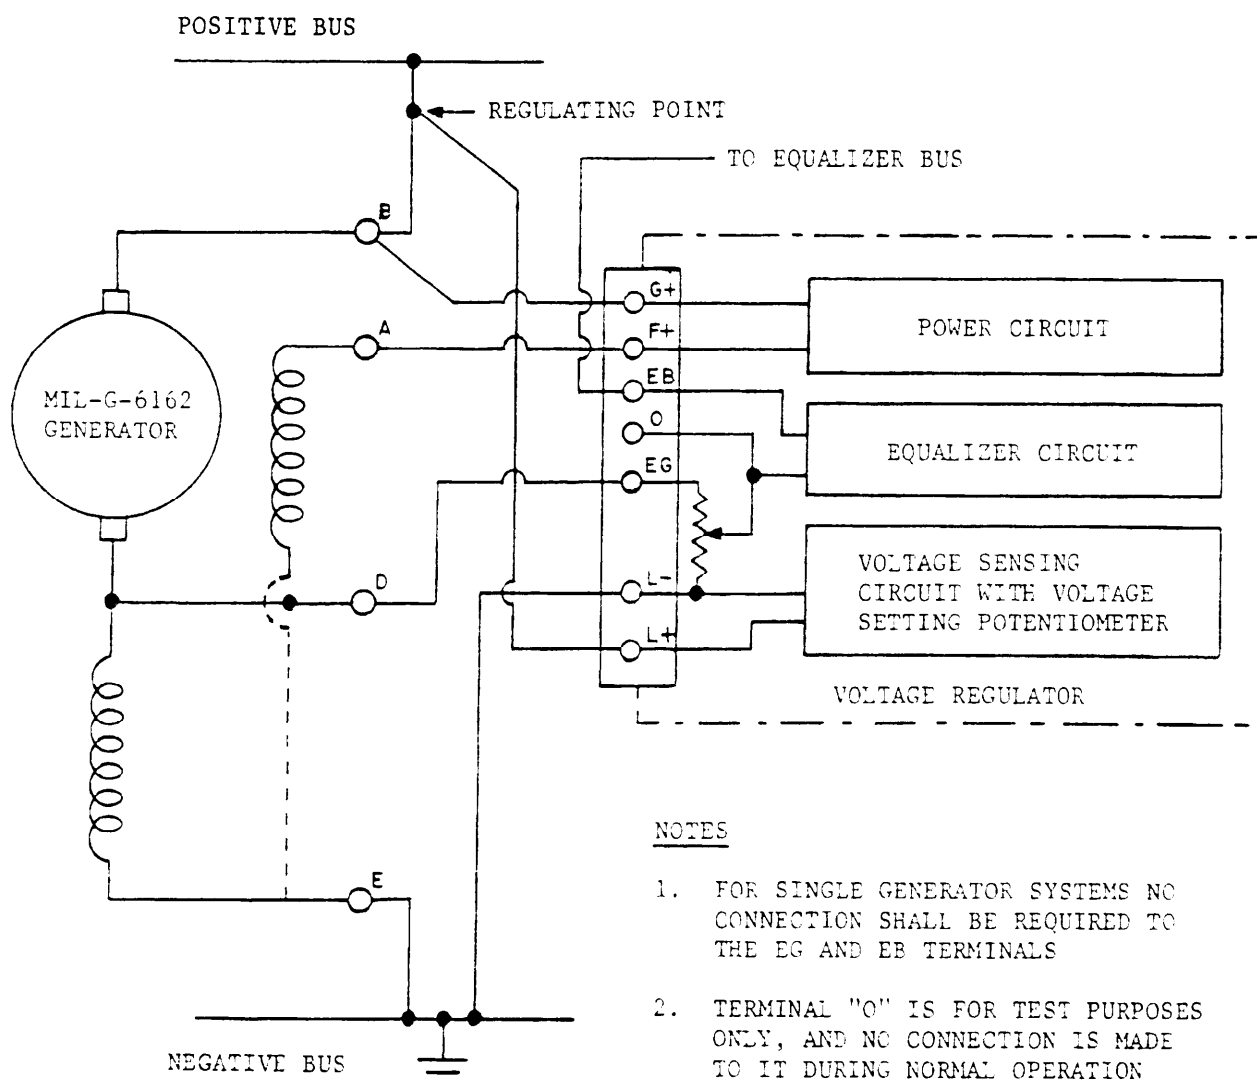 POSITIVE BUS
REGULATING POINT
TO EQUALIZER BUS
B
G+
POWER CIRCUIT
A
F+
MIL-G-6162
GENERATOR
EB
O
EQUALIZER CIRCUIT
EG
D
L-
VOLTAGE SENSING
CIRCUIT WITH VOLTAGE
SETTING POTENTIOMETER
L+
VOLTAGE REGULATOR
E
NEGATIVE BUS
NOTES
1. FOR SINGLE GENERATOR SYSTEMS NO
CONNECTION SHALL BE REQUIRED TO
THE EG AND EB TERMINALS
2. TERMINAL "O" IS FOR TEST PURPOSES
ONLY, AND NO CONNECTION IS MADE
TO IT DURING NORMAL OPERATION